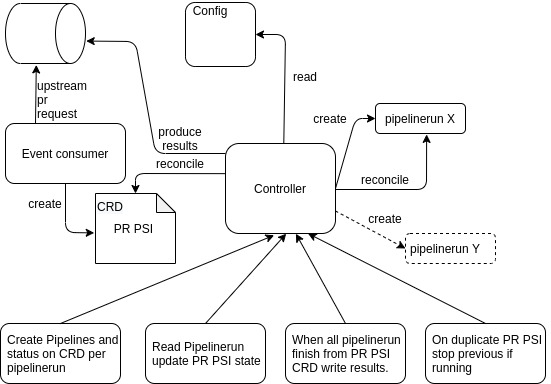 Config
read
upstream
pr
request
create
pipelinerun X
produce
results
Event consumer
reconcile
reconcile
Controller
create
CRD
PR PSI
create
pipelinerun Y
Create Pipelines and
status on CRD per
pipelinerun
Read Pipelinerun
update PR PSI state
When all pipelinerun
finish from PR PSI
CRD write results.
On duplicate PR PSI
stop previous if
running